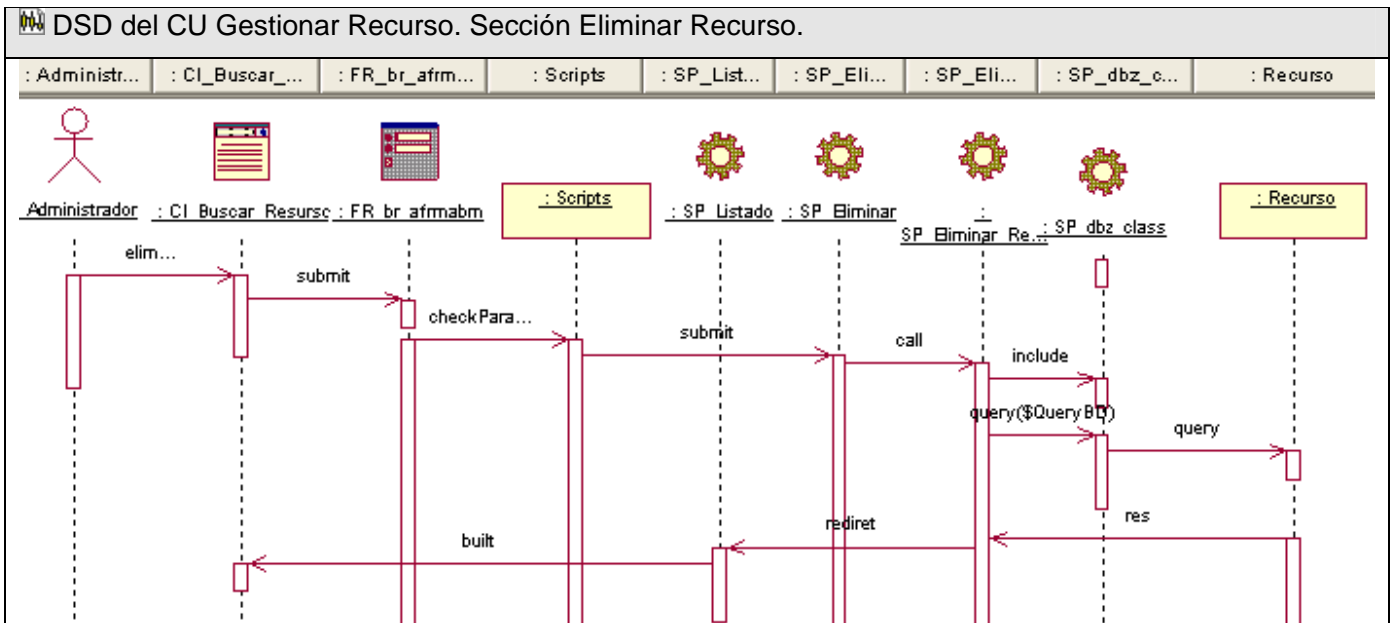 DSD del CU Gestionar Recurso. Sección Eliminar Recurso.
: Administr... : CI_Buscar_... : FR_br_afrm... : Scripts : SP_List... : SP_Eli... : SP_Eli... : SP_dbz_c... : Recurso
: Scripts
: Recurso
Administrador : CI_Buscar_Resurso : FR_br_afrmabm : SP_Listado : SP_Eliminar :
SP_Eliminar_Re... : SP_dbz_class
elim...
submit
checkPara...
submit
call
include
query($QueryBD)
query
res
rediret
built